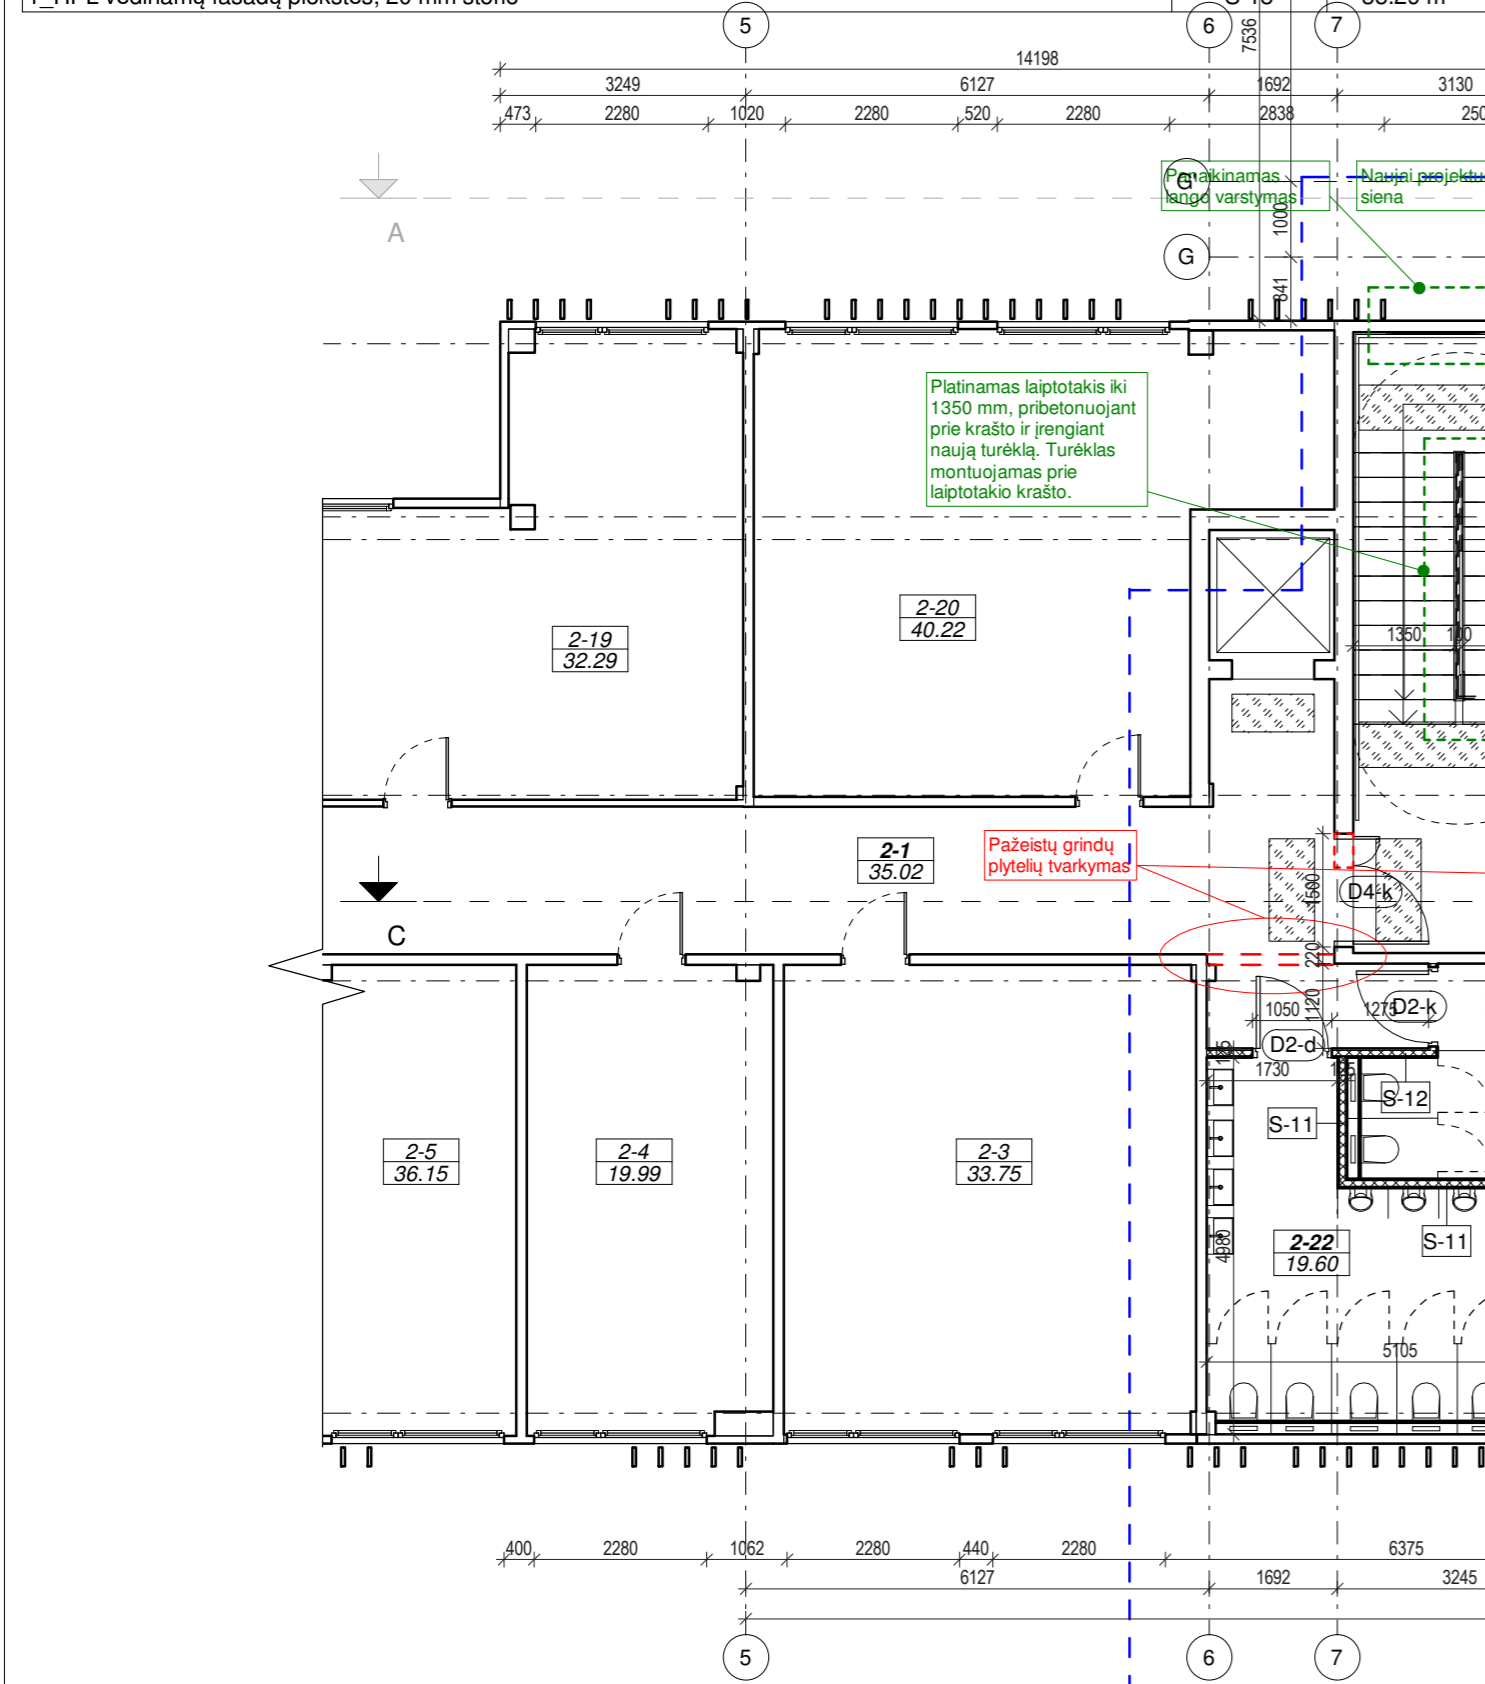 5
6
7
7536
14198
3249
6127
1692
3130
473
2280
1020
2280
520
2280
2838
A
Panaikinamas
lango varstymas
G'
1000
siena
G
841
Platinamas laiptotakis iki
1350 mm, pribetonuojant
prie krašto ir įrengiant
naują turėklą. Turėklas
montuojamas prie
laiptotakio krašto.
2-20
40.22
2-19
32.29
1350
100
2-1
35.02
Pažeistų grindų
plytelių tvarkymas
1500
D4-k
C
220
1120
1050
1275
D2-k
D2-d
1730
S-12
S-11
2-5
36.15
2-4
19.99
2-3
33.75
4980
2-22
19.60
S-11
5105
400
2280
1062
2280
440
2280
6375
6127
1692
3245
5
6
7